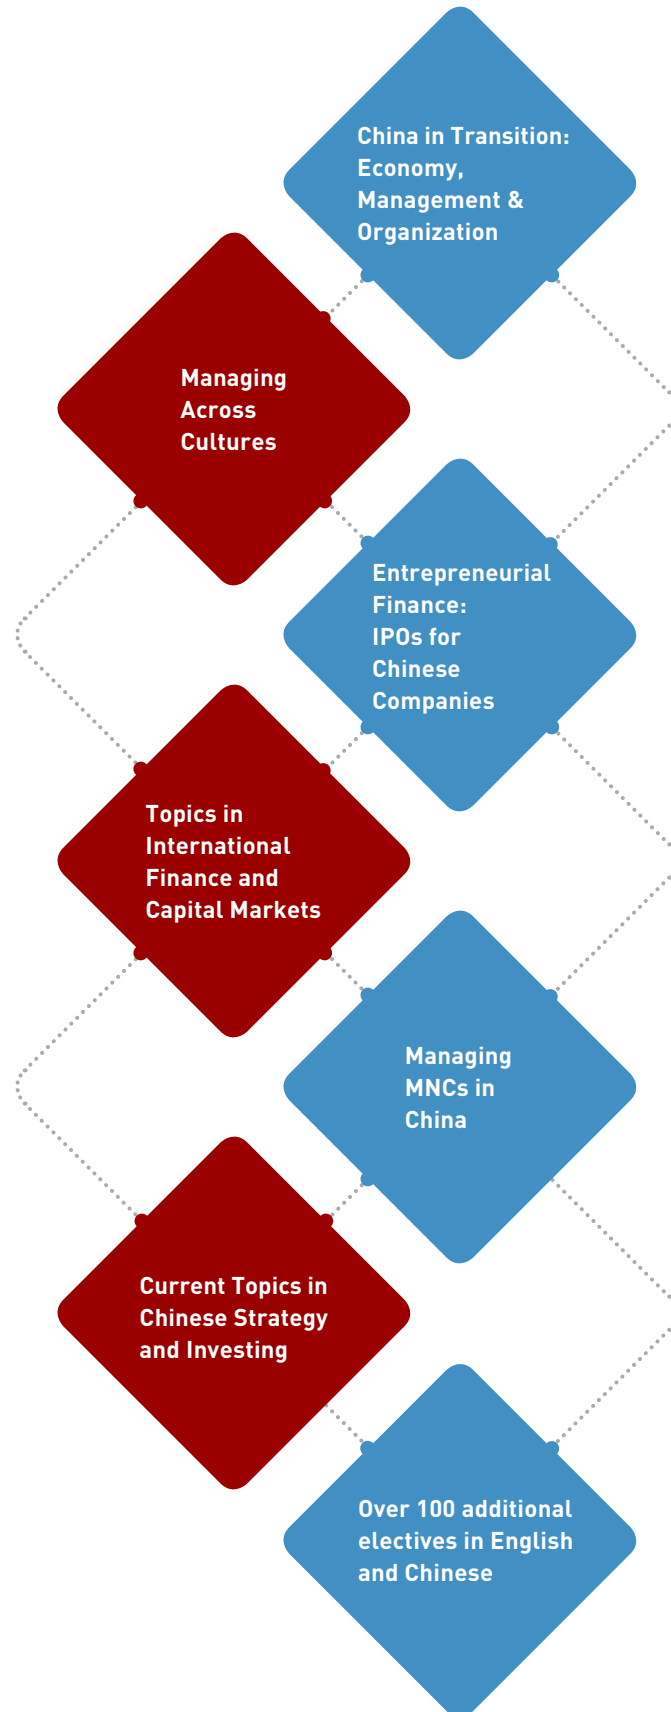 China in Transition:
Economy,
Management &
Organization
Managing
Across
Cultures
Entrepreneurial
Finance:
IPOs for
Chinese
Companies
Topics in
International
Finance and
Capital Markets
Managing
MNCs in
China
Current Topics in
Chinese Strategy
and Investing
Over 100 additional
electives in English
and Chinese